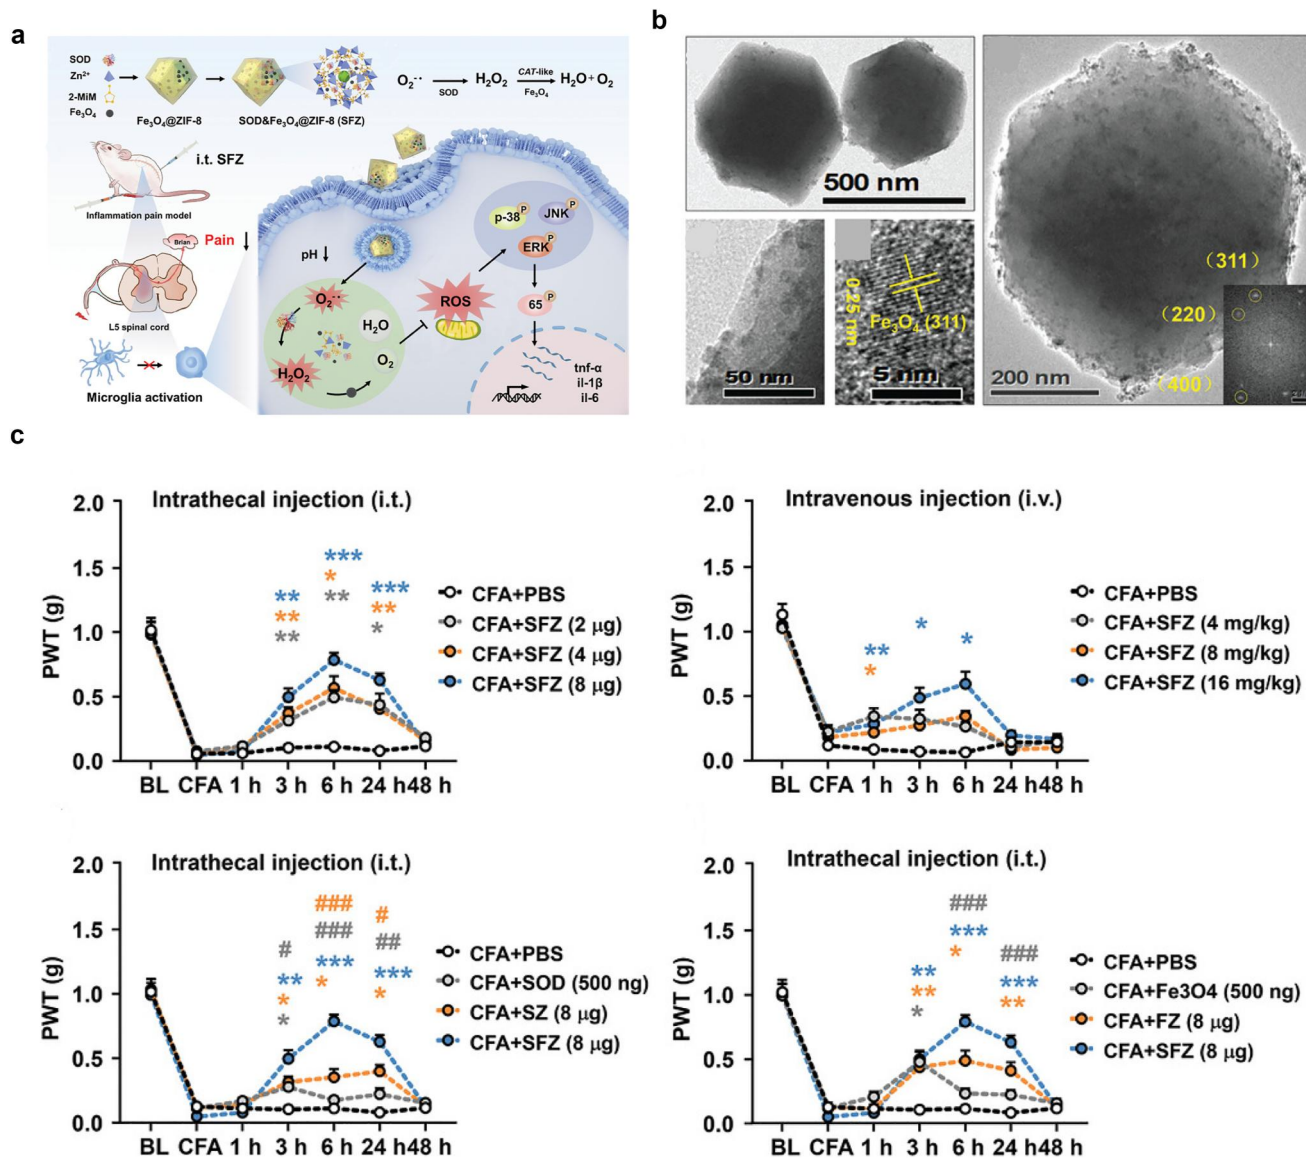 a
SOD
Zn2+
2-MiM
Fe3O4
Fe3O4@ZIF-8
SOD&Fe3O4@ZIF-8 (SFZ)
O2−· H2O2 H2O + O2
SOD
CAT-like
Fe3O4
i.t. SFZ
Inflammation pain model
Brian
Pain
L5 spinal cord
Microglia activation
pH
O2−·
H2O
O2
H2O2
ROS
p-38
P
JNK
P
ERK
P
65
P
tnf-α
il-1β
il-6
b
500 nm
50 nm
0.25 nm
Fe3O4 (311)
5 nm
(311)
(220)
(400)
200 nm
c
Intrathecal injection (i.t.)
PWT (g)
2.0
1.5
1.0
0.5
0.0
*** 
*
**
**
**
**
***
**
*
BL CFA 1 h 3 h 6 h 24 h 48 h
CFA+PBS
CFA+SFZ (2 μg)
CFA+SFZ (4 μg)
CFA+SFZ (8 μg)
Intravenous injection (i.v.)
PWT (g)
2.0
1.5
1.0
0.5
0.0
**
*
*
*
BL CFA 1 h 3 h 6 h 24 h 48 h
CFA+PBS
CFA+SFZ (4 mg/kg)
CFA+SFZ (8 mg/kg)
CFA+SFZ (16 mg/kg)
Intrathecal injection (i.t.)
PWT (g)
2.0
1.5
1.0
0.5
0.0
#
**
*
*
###
###
***
*
#
##
***
*
BL CFA 1 h 3 h 6 h 24 h 48 h
CFA+PBS
CFA+SOD (500 ng)
CFA+SZ (8 μg)
CFA+SFZ (8 μg)
Intrathecal injection (i.t.)
PWT (g)
2.0
1.5
1.0
0.5
0.0
**
**
*
###
***
*
###
***
**
BL CFA 1 h 3 h 6 h 24 h 48 h
CFA+PBS
CFA+Fe3O4 (500 ng)
CFA+FZ (8 μg)
CFA+SFZ (8 μg)